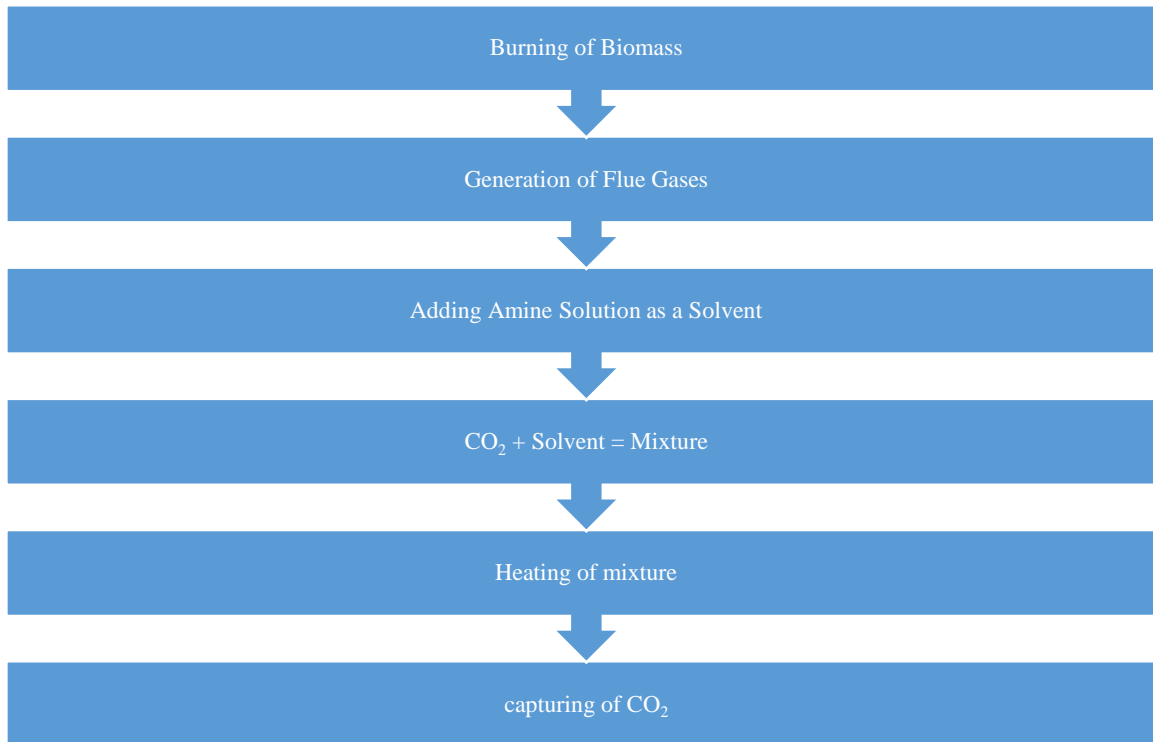 Burning of Biomass
Generation of Flue Gases
Adding Amine Solution as a Solvent
CO₂ + Solvent = Mixture
Heating of mixture
capturing of CO₂